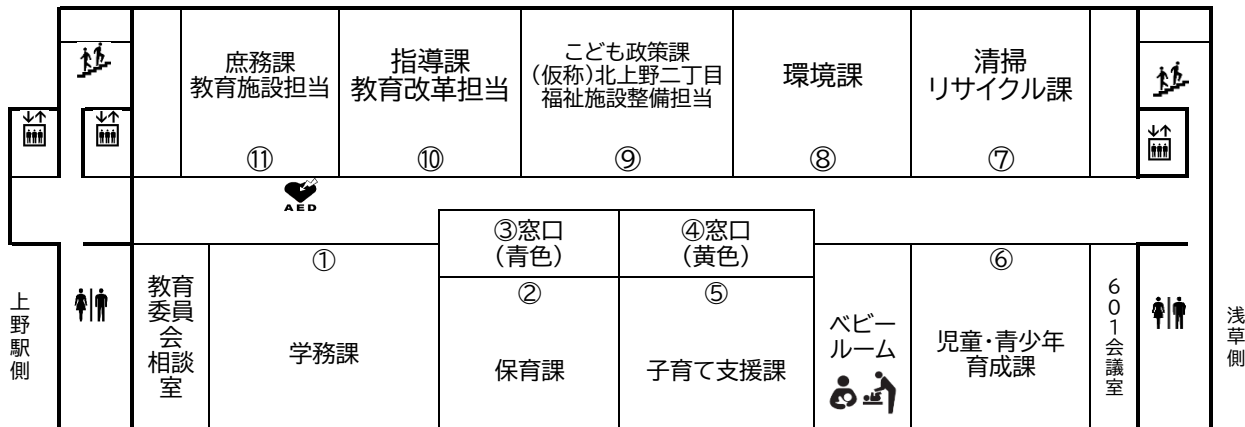 庶務課
教育施設担当
⑪
指導課
教育改革担当
⑩
こども政策課
（仮称）北上野二丁目
福祉施設整備担当
⑨
環境課
⑧
清掃
リサイクル課
⑦
AED
③窓口
（青色）
④窓口
（黄色）
上野駅側
教育委員会相談室
①
学務課
②
保育課
⑤
子育て支援課
ベビー
ルーム
⑥
児童・青少年
育成課
601会議室
浅草側